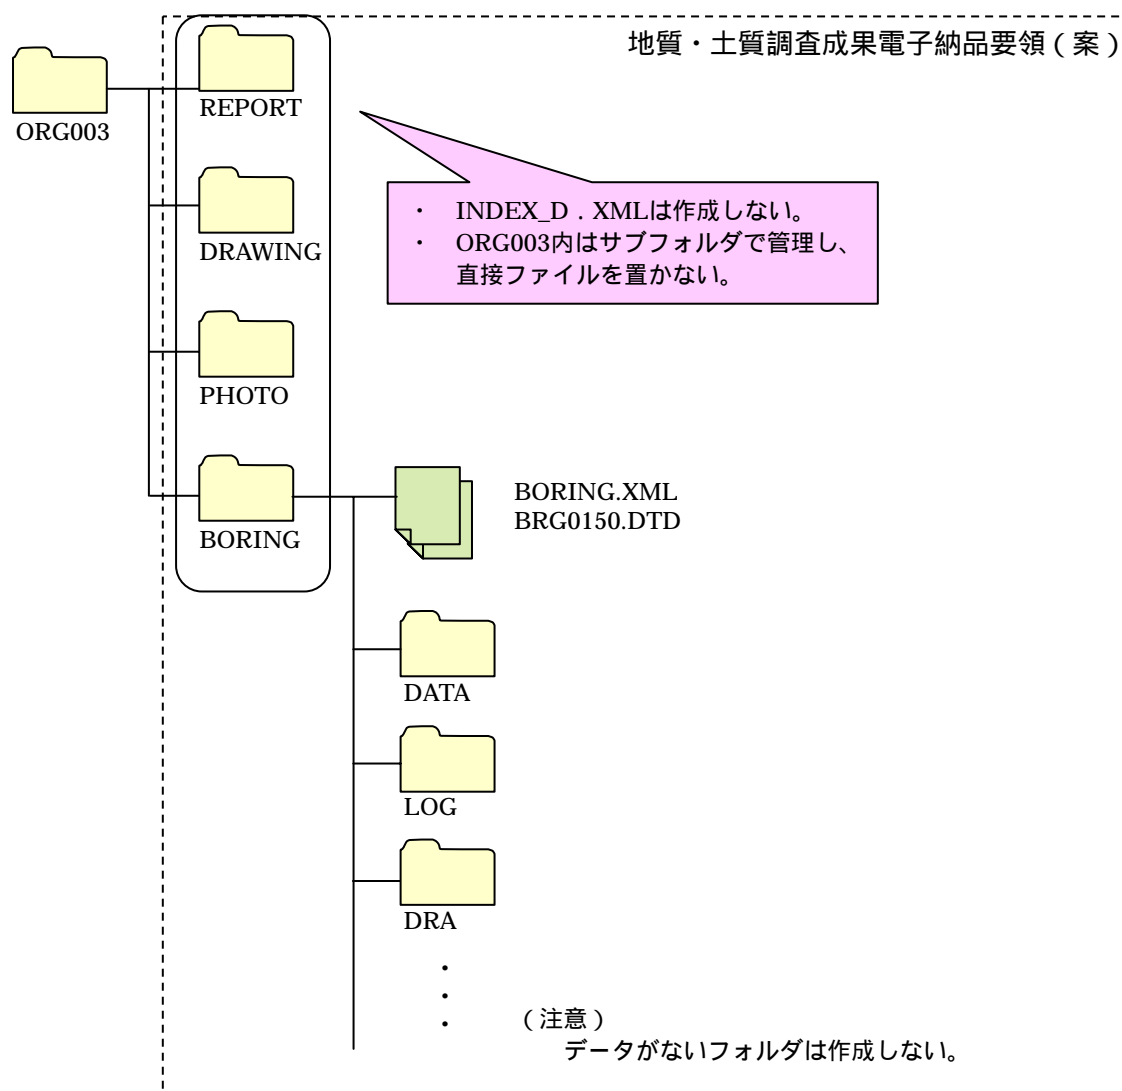 地質・土質調査成果電子納品要領（案）
REPORT
ORG003
・ INDEX_D．XMLは作成しない。
・ ORG003内はサブフォルダで管理し、
直接ファイルを置かない。
DRAWING
PHOTO
BORING
BORING.XML
BRG0150.DTD
DATA
LOG
DRA
・
・
・
（注意）
データがないフォルダは作成しない。